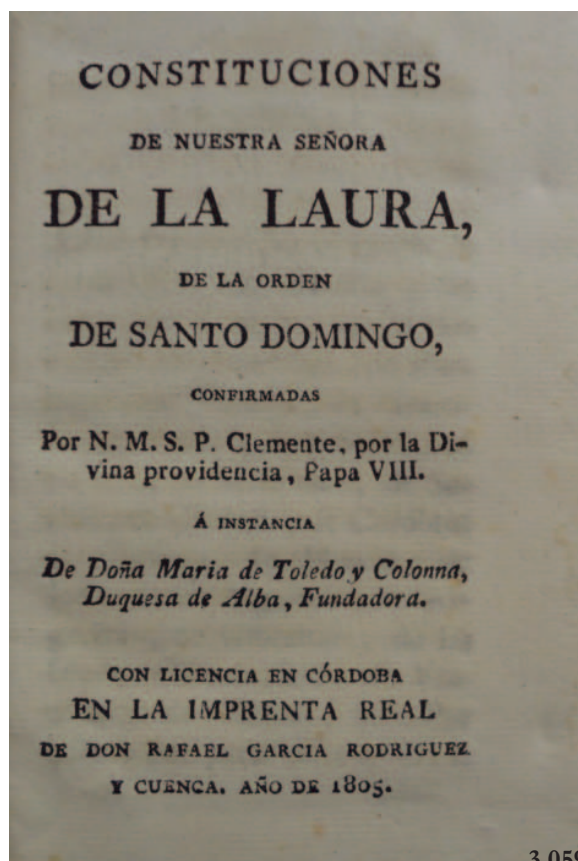 CONSTITUCIONES
DE NUESTRA SEÑORA
DE LA LAURA,
DE LA ORDEN
DE SANTO DOMINGO,
CONFIRMADAS
Por N. M. S. P. Clemente, por la Di-
vina providencia, Papa VIII.
Á INSTANCIA
De Doña Maria de Toledo y Colonna,
Duquesa de Alba, Fundadora.
CON LICENCIA EN CÓRDOBA
EN LA IMPRENTA REAL
DE DON RAFAEL GARCIA RODRIGUEZ
Y CUENCA. AÑO DE 1805.
3.059